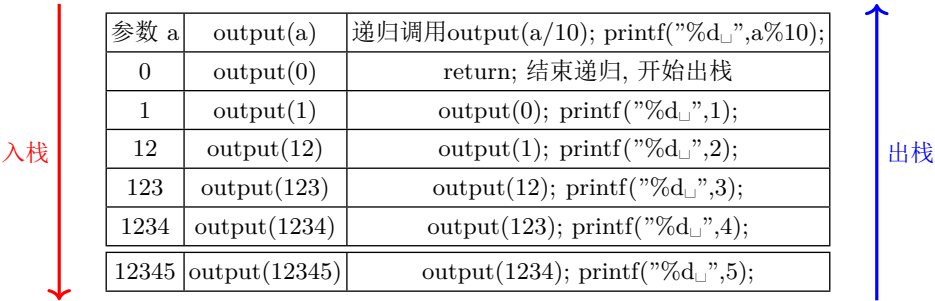 参数 a output(a) 递归调用output(a/10); printf("%d␣",a%10);
0 output(0) return; 结束递归, 开始出栈
1 output(1) output(0); printf("%d␣",1);
12 output(12) output(1); printf("%d␣",2);
入栈
出栈
123 output(123) output(12); printf("%d␣",3);
1234 output(1234) output(123); printf("%d␣",4);
12345 output(12345) output(1234); printf("%d␣",5);